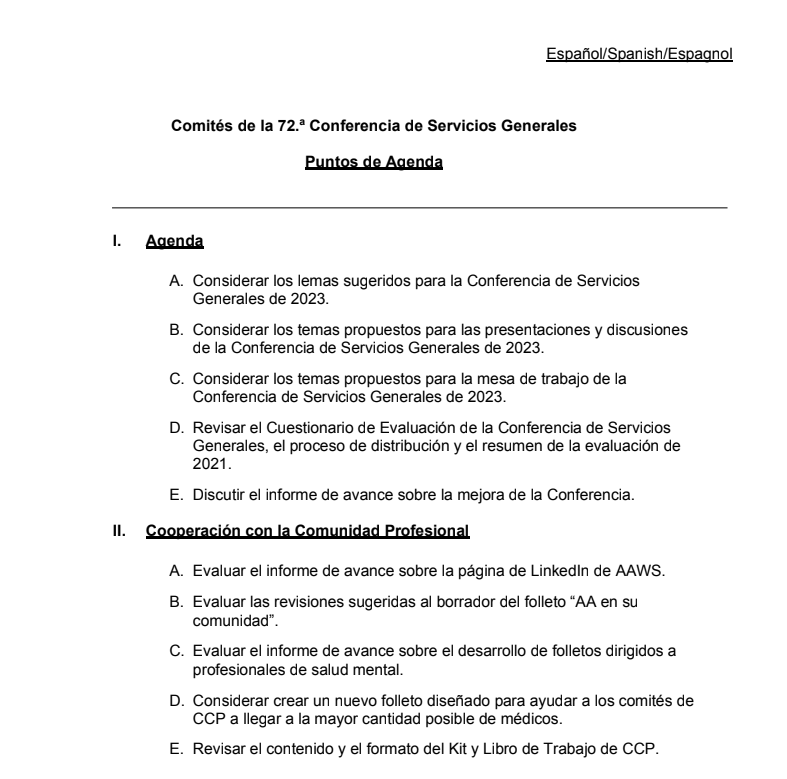 Español/Spanish/Espagnol
Comités de la 72.ª Conferencia de Servicios Generales
Puntos de Agenda
I. Agenda
A. Considerar los lemas sugeridos para la Conferencia de Servicios
Generales de 2023.
B. Considerar los temas propuestos para las presentaciones y discusiones
de la Conferencia de Servicios Generales de 2023.
C. Considerar los temas propuestos para la mesa de trabajo de la
Conferencia de Servicios Generales de 2023.
D. Revisar el Cuestionario de Evaluación de la Conferencia de Servicios
Generales, el proceso de distribución y el resumen de la evaluación de
2021.
E. Discutir el informe de avance sobre la mejora de la Conferencia.
II. Cooperación con la Comunidad Profesional
A. Evaluar el informe de avance sobre la página de LinkedIn de AAWS.
B. Evaluar las revisiones sugeridas al borrador del folleto “AA en su
comunidad”.
C. Evaluar el informe de avance sobre el desarrollo de folletos dirigidos a
profesionales de salud mental.
D. Considerar crear un nuevo folleto diseñado para ayudar a los comités de
CCP a llegar a la mayor cantidad posible de médicos.
E. Revisar el contenido y el formato del Kit y Libro de Trabajo de CCP.